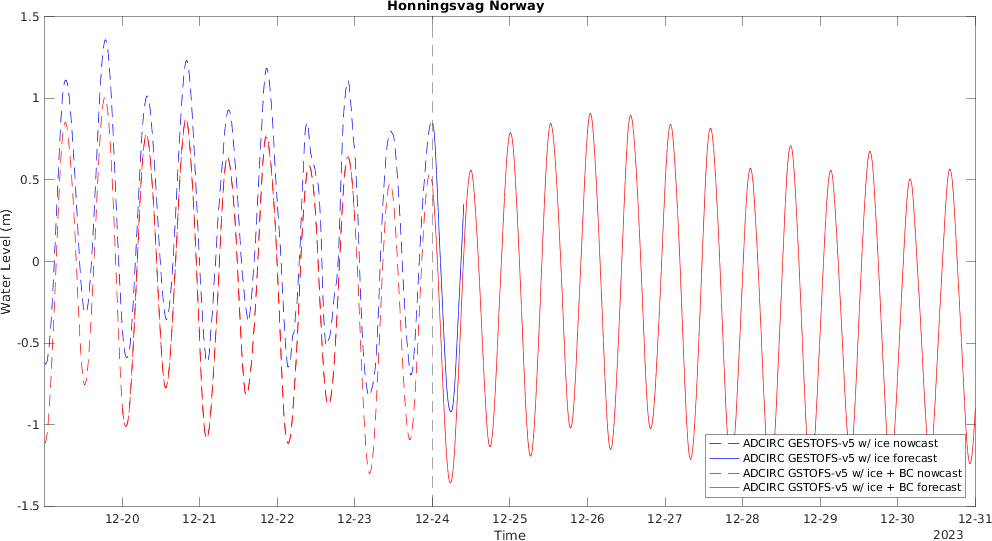 Honningsvag Norway
1.5
1
0.5
0
-0.5
-1
-1.5
Water Level (m)
12-20 12-21 12-22 12-23 12-24 12-25 12-26 12-27 12-28 12-29 12-30 12-31
Time
2023
ADCIRC GESTOFS-v5 w/ ice nowcast
ADCIRC GESTOFS-v5 w/ ice forecast
ADCIRC GSTOFS-v5 w/ ice + BC nowcast
ADCIRC GSTOFS-v5 w/ ice + BC forecast